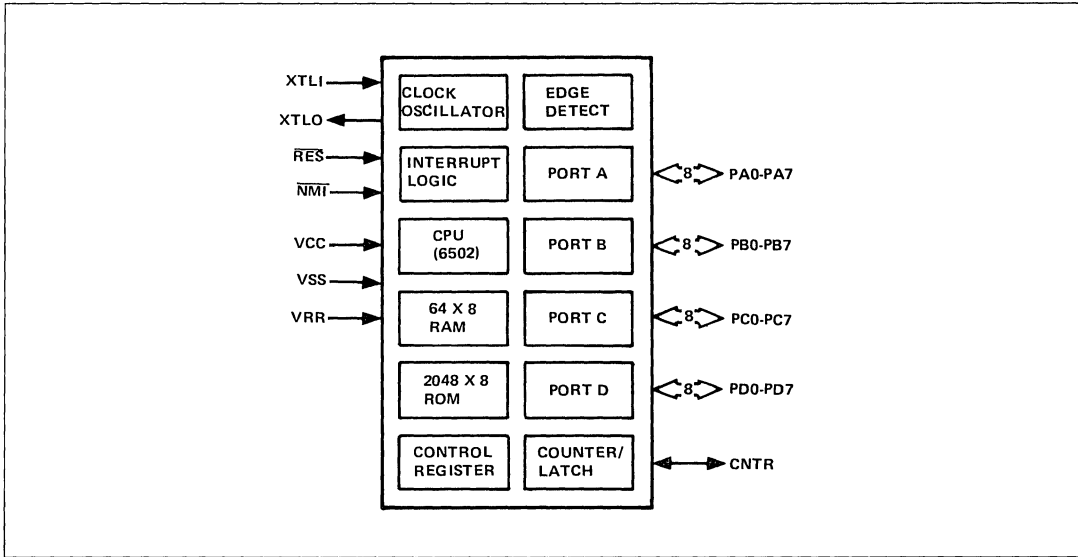 XTLI
XTLO
RES
NMI
VCC
VSS
VRR
CLOCK
OSCILLATOR
INTERRUPT
LOGIC
CPU
(6502)
64 X 8
RAM
2048 X 8
ROM
CONTROL
REGISTER
EDGE
DETECT
PORT A
PORT B
PORT C
PORT D
COUNTER/
LATCH
8 PA0-PA7
8 PB0-PB7
8 PC0-PC7
8 PD0-PD7
CNTR